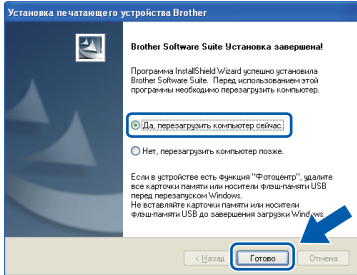 Установка печатающего устройства Brother
Brother Software Suite Установка завершена!
Программа InstallShield Wizard успешно установила
Brother Software Suite. Перед использованием этой
программы необходимо перезагрузить компьютер.
Да, перезагрузить компьютер сейчас.
Нет, перезагрузить компьютер позже.
Если в устройстве есть функция "Фотоцентр", удалите
все карточки памяти или носители флэш-памяти USB
перед перезапуском Windows.
Не вставляйте карточки памяти или носители
флэш-памяти USB до завершения загрузки Windows.
< Назад Готово Отмена